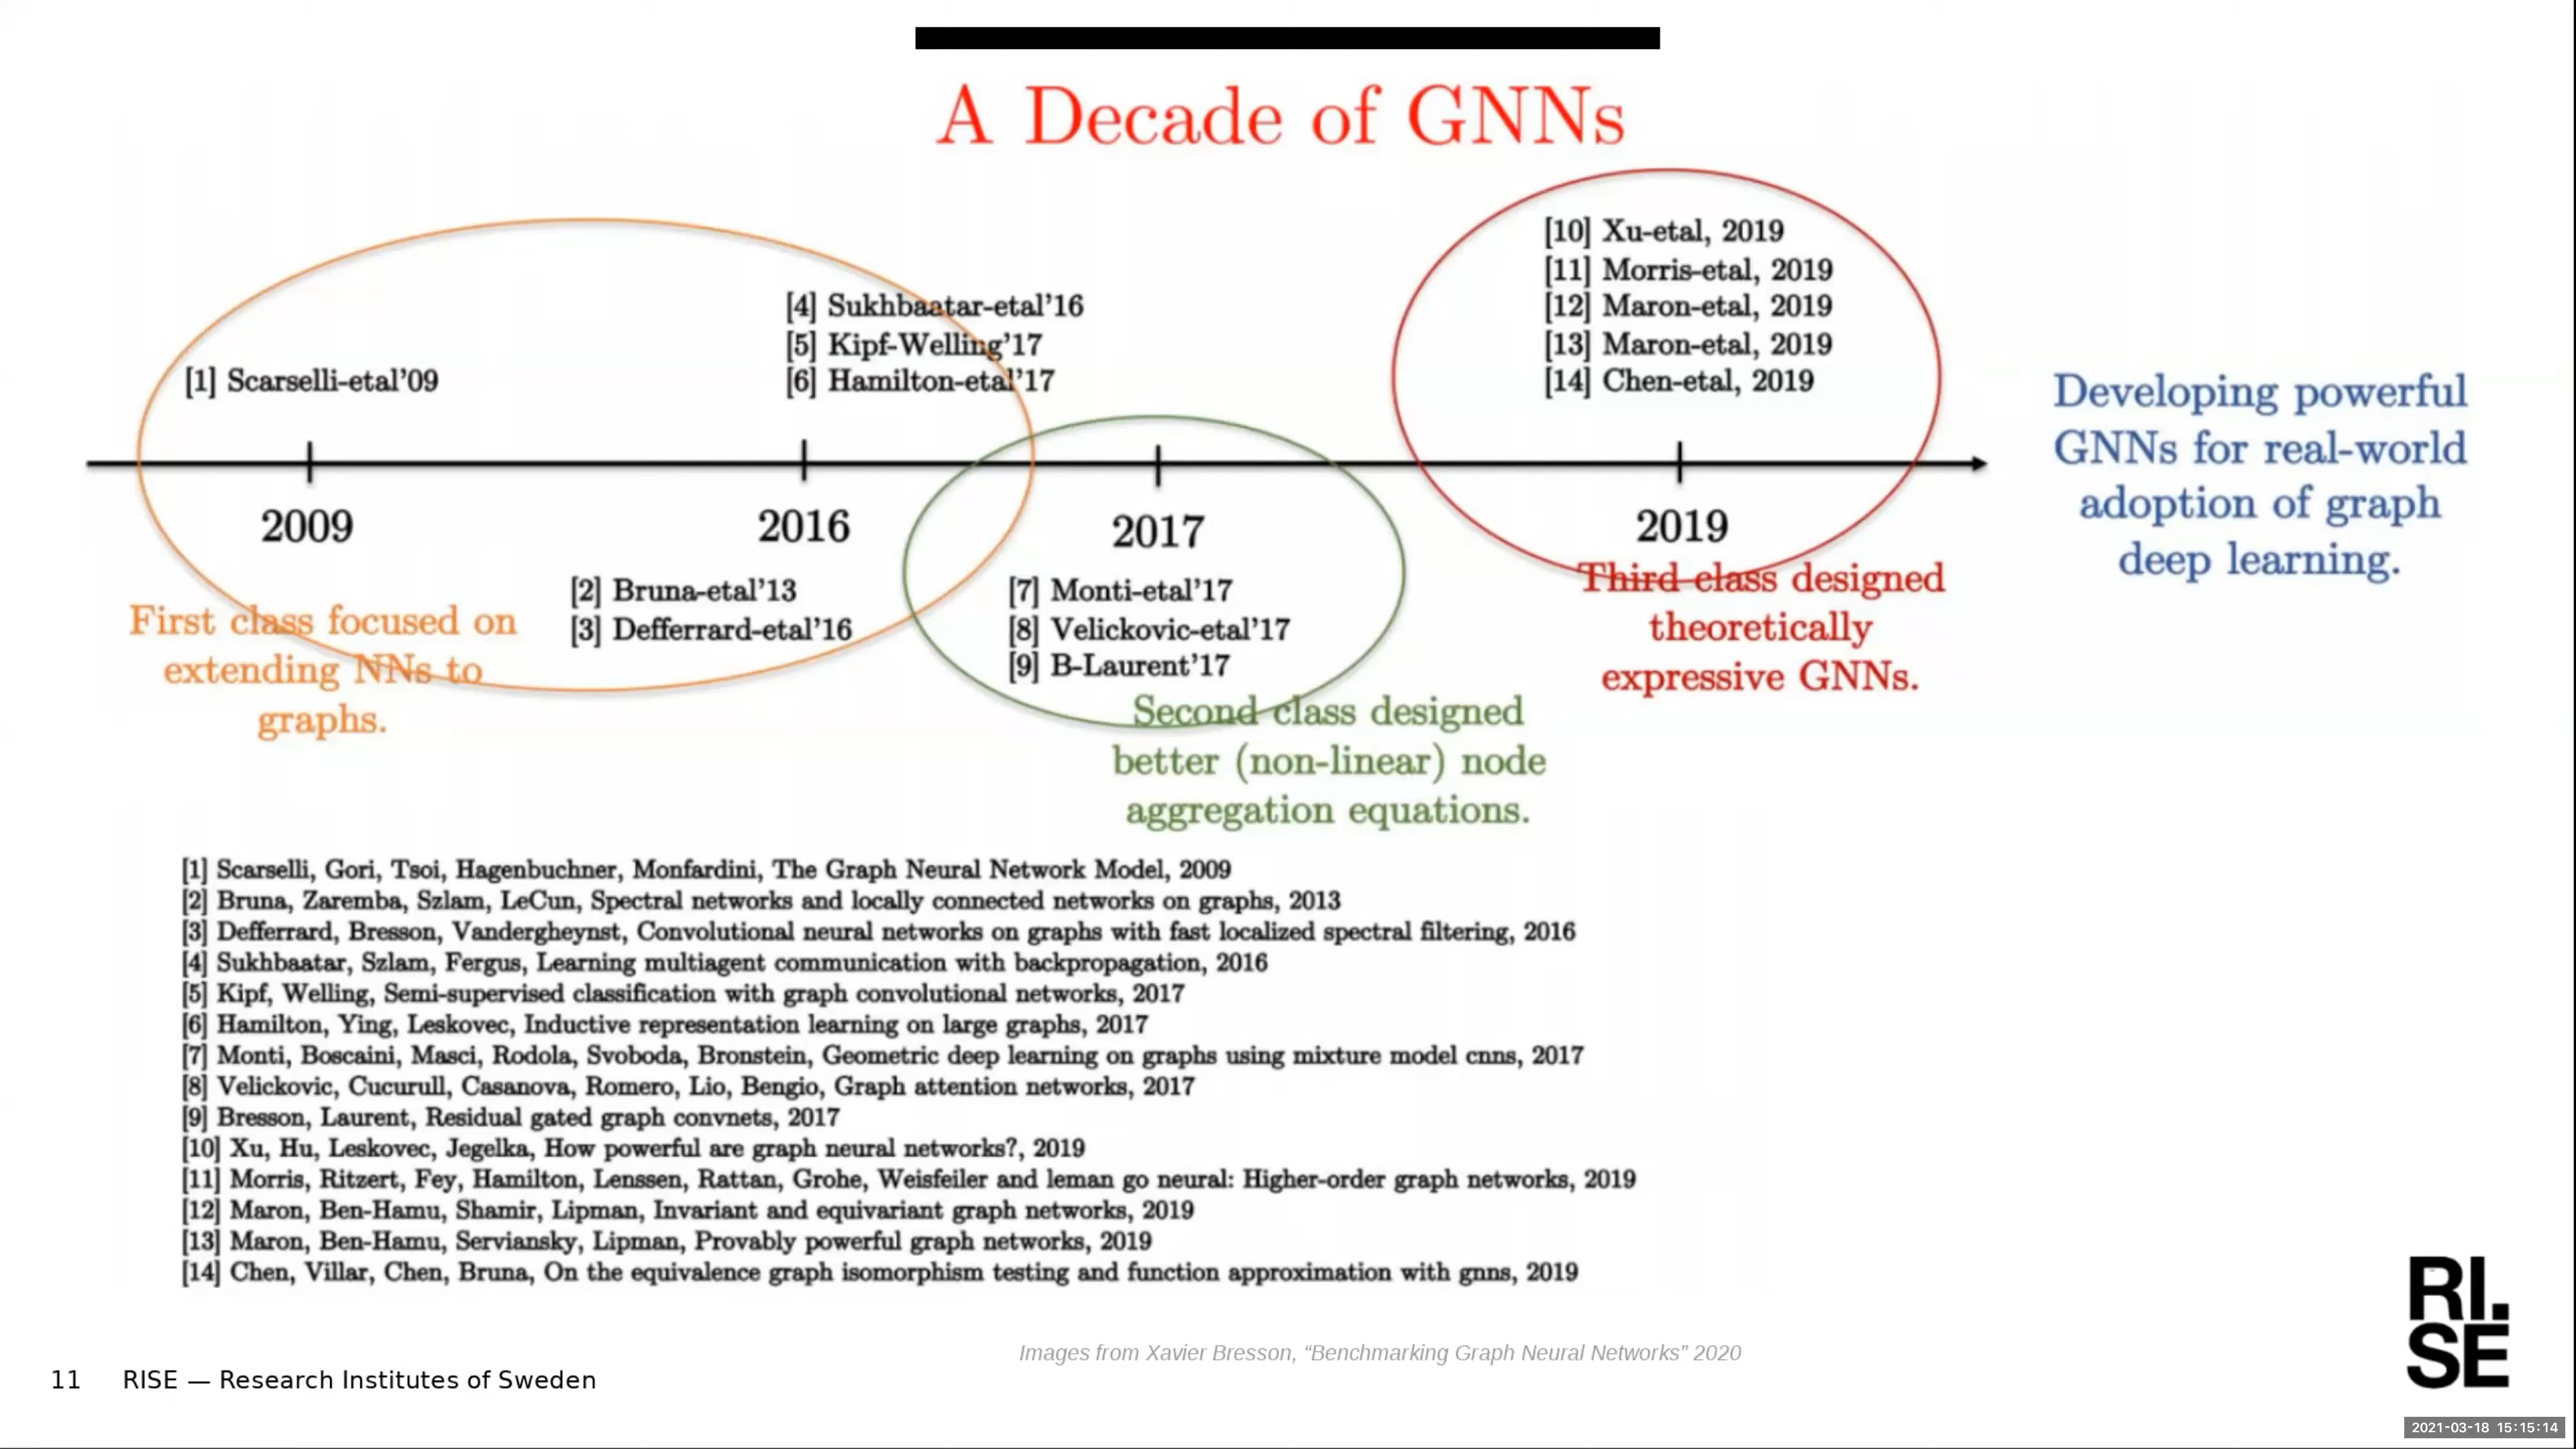 A Decade of GNNs
[10] Xu-etal, 2019
[11] Morris-etal, 2019
[12] Maron-etal, 2019
[13] Maron-etal, 2019
[14] Chen-etal, 2019
[4] Sukhbaatar-etal'16
[5] Kipf-Welling'17
[6] Hamilton-etal'17
[1] Scarselli-etal'09
2009
2016
2017
2019
[2] Bruna-etal'13
[3] Defferrard-etal'16
[7] Monti-etal'17
[8] Velickovic-etal'17
[9] B-Laurent'17
First class focused on
extending NNs to
graphs.
Second class designed
better (non-linear) node
aggregation equations.
Third class designed
theoretically
expressive GNNs.
Developing powerful
GNNs for real-world
adoption of graph
deep learning.
[1] Scarselli, Gori, Tsoi, Hagenbuchner, Monfardini, The Graph Neural Network Model, 2009
[2] Bruna, Zaremba, Szlam, LeCun, Spectral networks and locally connected networks on graphs, 2013
[3] Defferrard, Bresson, Vandergheynst, Convolutional neural networks on graphs with fast localized spectral filtering, 2016
[4] Sukhbaatar, Szlam, Fergus, Learning multiagent communication with backpropagation, 2016
[5] Kipf, Welling, Semi-supervised classification with graph convolutional networks, 2017
[6] Hamilton, Ying, Leskovec, Inductive representation learning on large graphs, 2017
[7] Monti, Boscaini, Masci, Rodola, Svoboda, Bronstein, Geometric deep learning on graphs using mixture model cnns, 2017
[8] Velickovic, Cucurull, Casanova, Romero, Lio, Bengio, Graph attention networks, 2017
[9] Bresson, Laurent, Residual gated graph convnets, 2017
[10] Xu, Hu, Leskovec, Jegelka, How powerful are graph neural networks?, 2019
[11] Morris, Ritzert, Fey, Hamilton, Lenssen, Rattan, Grohe, Weisfeiler and leman go neural: Higher-order graph networks, 2019
[12] Maron, Ben-Hamu, Shamir, Lipman, Invariant and equivariant graph networks, 2019
[13] Maron, Ben-Hamu, Serviansky, Lipman, Provably powerful graph networks, 2019
[14] Chen, Villar, Chen, Bruna, On the equivalence graph isomorphism testing and function approximation with gnns, 2019
Images from Xavier Bresson, “Benchmarking Graph Neural Networks” 2020
11 RISE — Research Institutes of Sweden
RI.
SE
2021-03-18 15:15:14